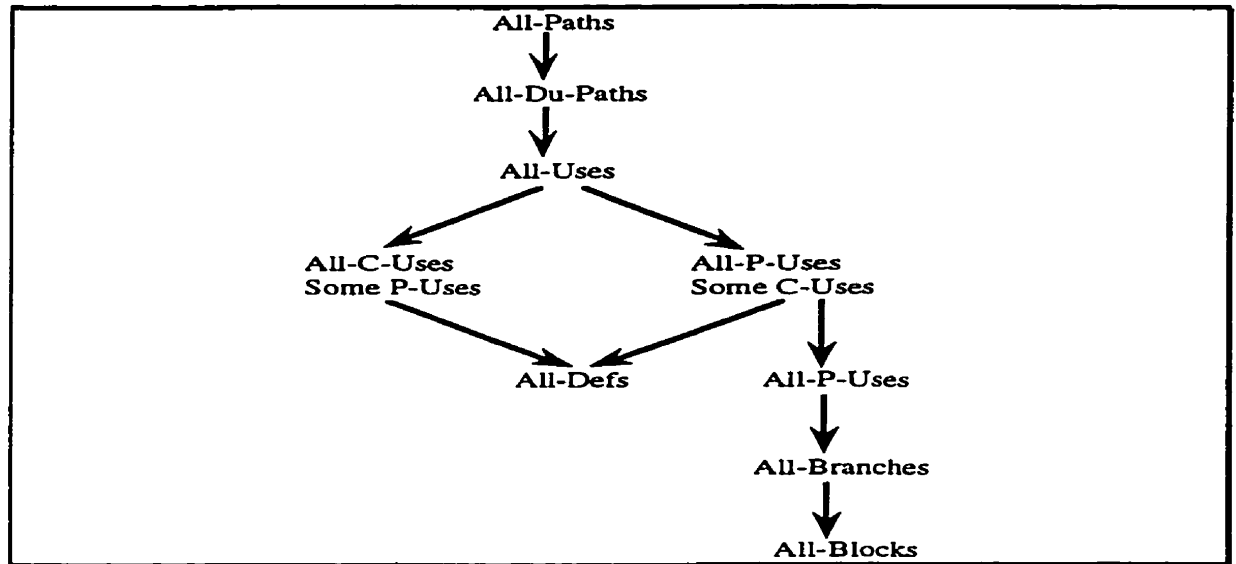 All-Paths
All-Du-Paths
All-Uses
All-C-Uses
Some P-Uses
All-P-Uses
Some C-Uses
All-Defs
All-P-Uses
All-Branches
All-Blocks